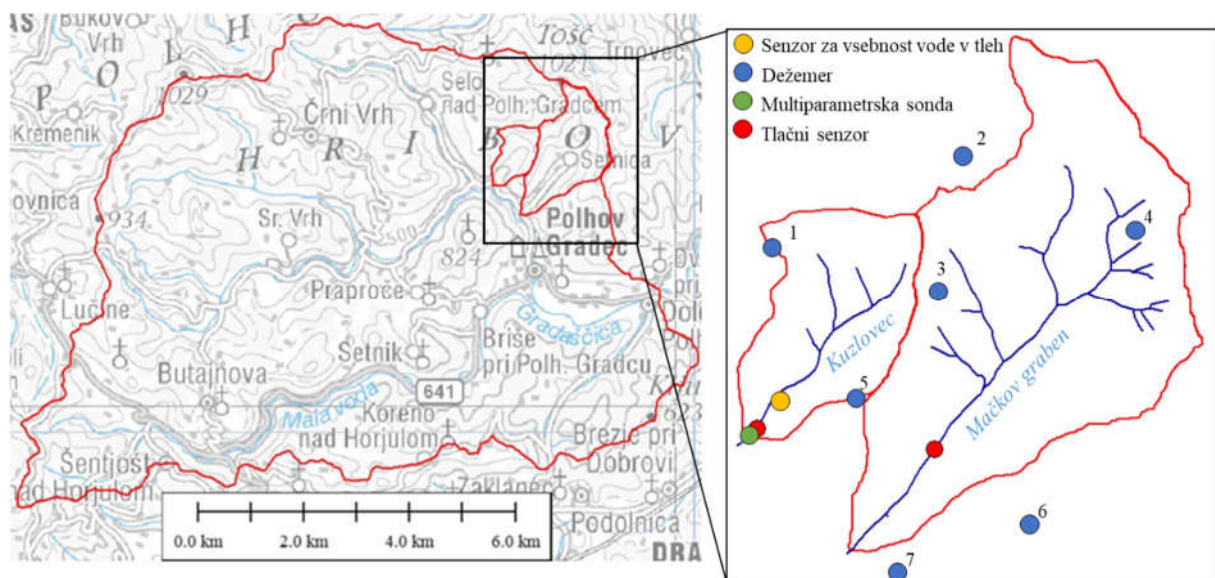 AS
Bukov
Vrh
P O L H O
Tošč
1021
Trnovec
1029
Selo
nad Polh. Gradcem
Črni Vrh
Kremenik
H R I B O V
Setnica
ovnica
934
Sr. Vrh
500
Polhov
Gradec
824
Praproče
Lučine
Gradaščica
Setnik
Briše
pri Polh. Gradcu
Butajnova
641
Mala voda
Koreno
nad Horjulom
Brezje pri
Dobrovi
Šentjošt
nad Horjulom
Zaklanec
Podolnica
DRA
0.0 km 2.0 km 4.0 km 6.0 km
Senzor za vsebnost vode v tleh
Dežemer
Multiparametrska sonda
Tlačni senzor
2
1
4
3
Kuzlovec
Mačkov graben
5
6
7